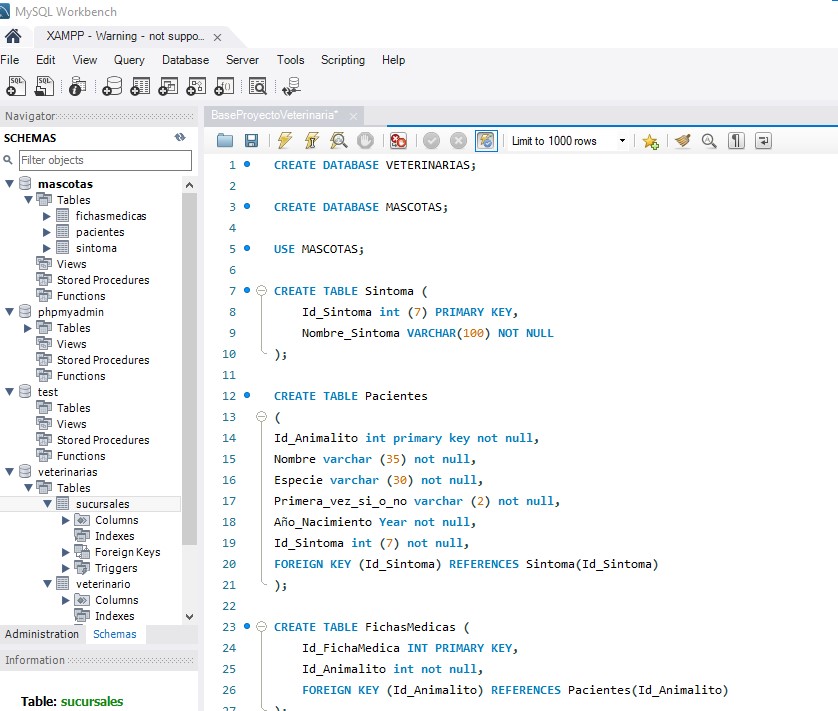 MySQL Workbench
XAMPP - Warning - not suppo...
File Edit View Query Database Server Tools Scripting Help
Navigator
SCHEMAS
Filter objects
mascotas
Tables
fichasmedicas
pacientes
sintoma
Views
Stored Procedures
Functions
phpmyadmin
Tables
Views
Stored Procedures
Functions
test
Tables
Views
Stored Procedures
Functions
veterinarias
Tables
sucursales
Columns
Indexes
Foreign Keys
Triggers
veterinario
Columns
Indexes
Administration Schemas
Information
Table: sucursales
BaseProyectoVeterinaria*
Limit to 1000 rows
1 CREATE DATABASE VETERINARIAS;
2
3 CREATE DATABASE MASCOTAS;
4
5 USE MASCOTAS;
6
7 CREATE TABLE Sintoma (
8 Id_Sintoma int (7) PRIMARY KEY,
9 Nombre_Sintoma VARCHAR(100) NOT NULL
10 );
11
12 CREATE TABLE Pacientes
13 (
14 Id_Animalito int primary key not null,
15 Nombre varchar (35) not null,
16 Especie varchar (30) not null,
17 Primera_vez_si_o_no varchar (2) not null,
18 Año_Nacimiento Year not null,
19 Id_Sintoma int (7) not null,
20 FOREIGN KEY (Id_Sintoma) REFERENCES Sintoma(Id_Sintoma)
21 );
22
23 CREATE TABLE FichasMedicas (
24 Id_FichaMedica INT PRIMARY KEY,
25 Id_Animalito int not null,
26 FOREIGN KEY (Id_Animalito) REFERENCES Pacientes(Id_Animalito)
27 );